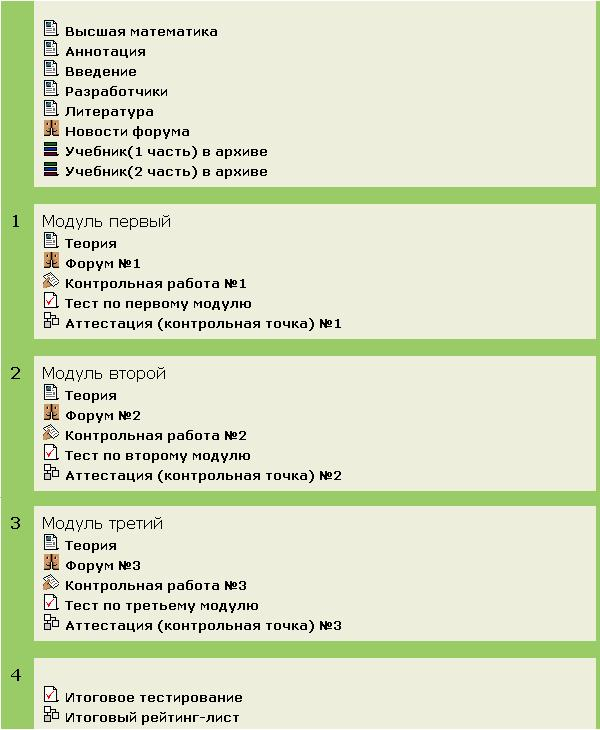 Высшая математика
Аннотация
Введение
Разработчики
Литература
Новости форума
Учебник(1 часть) в архиве
Учебник(2 часть) в архиве
1 Модуль первый
Теория
Форум №1
Контрольная работа №1
Тест по первому модулю
Аттестация (контрольная точка) №1
2 Модуль второй
Теория
Форум №2
Контрольная работа №2
Тест по второму модулю
Аттестация (контрольная точка) №2
3 Модуль третий
Теория
Форум №3
Контрольная работа №3
Тест по третьему модулю
Аттестация (контрольная точка) №3
4
Итоговое тестирование
Итоговый рейтинг-лист